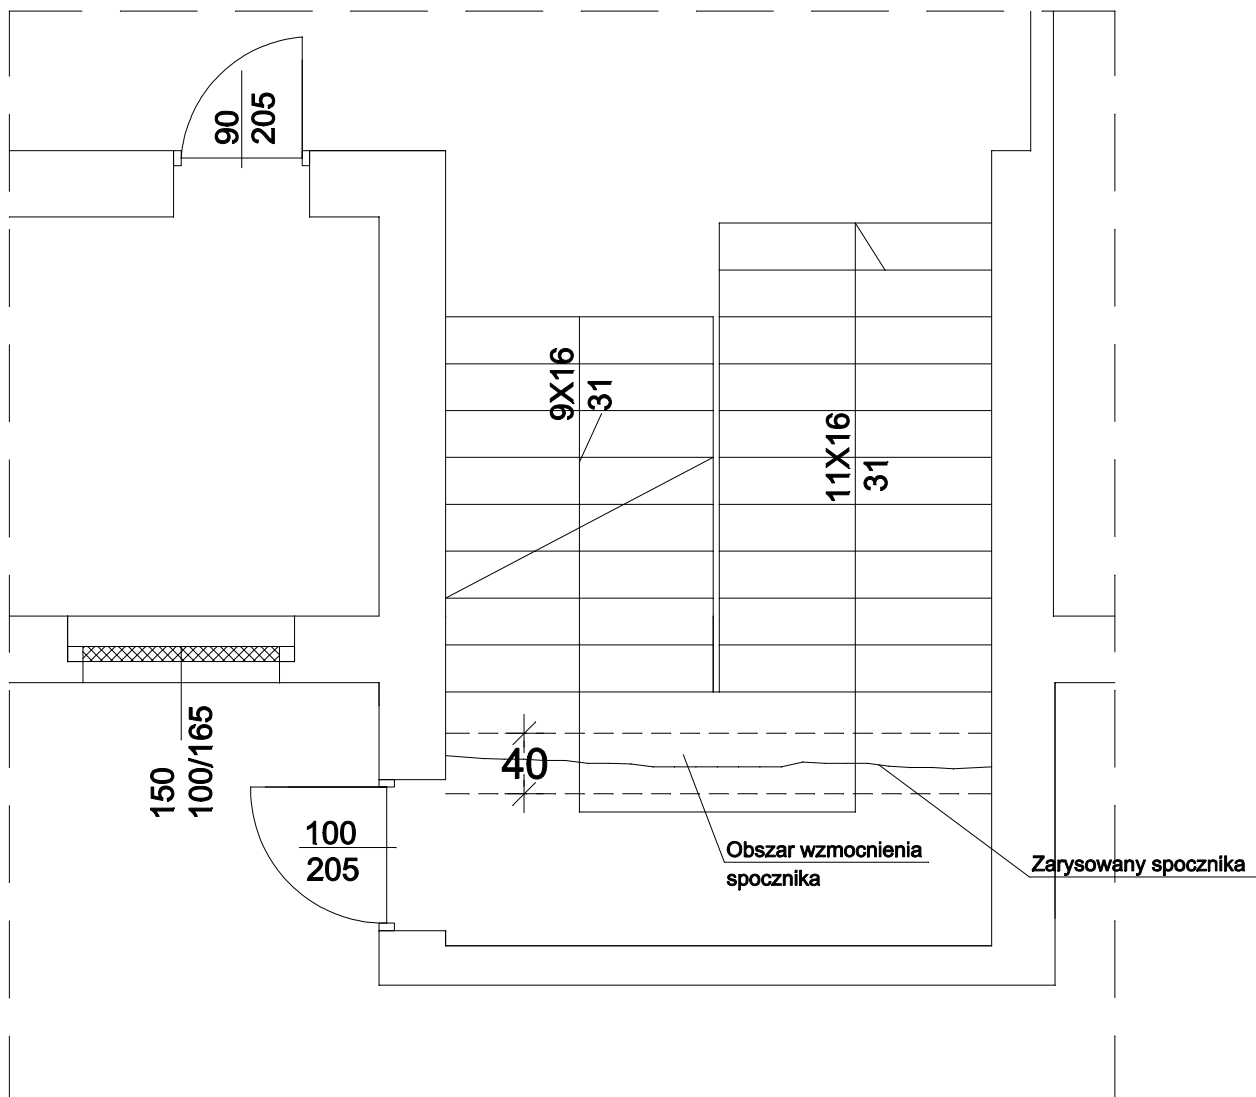 90
205
9X16
31
11X16
31
150
100/165
40
100
205
Obszar wzmocnienia
spocznika
Zarysowany spocznika